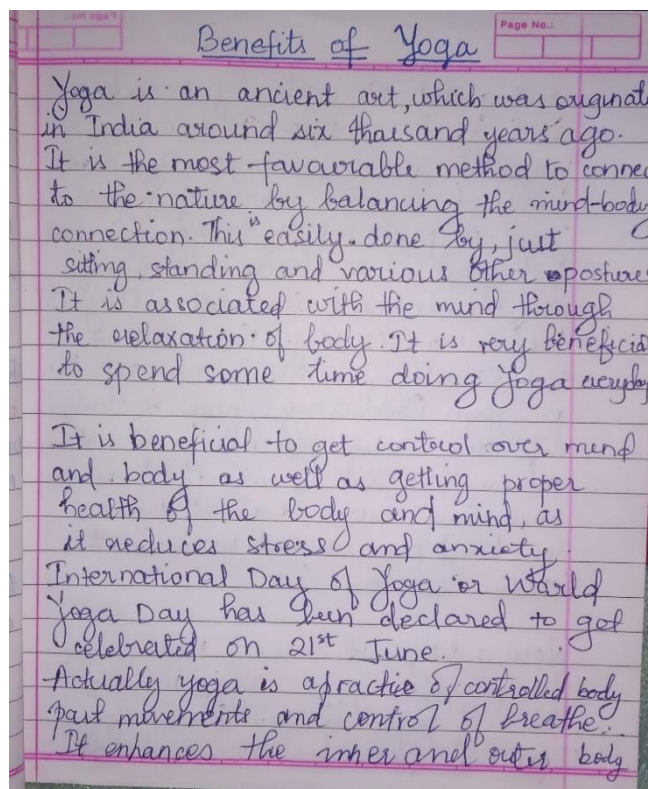 Page No.:
Benefits of Yoga
Yoga is an ancient art, which was originat
in India around six thousand years ago.
It is the most favourable method to connec
to the nature by balancing the mind-body
connection. This is easily done by, just
sitting, standing and various other posture
It is associated with the mind through
the relaxation of body. It is very beneficia
to spend some time doing Yoga everyday
It is beneficial to get control over mind
and body as well as getting proper
health of the body and mind, as
it reduces stress and anxiety.
International Day of Yoga or World
Yoga Day has been declared to get
celebrated on 21st June.
Actually yoga is a practice of controlled body
part movements and control of breathe.
It enhances the inner and outer body